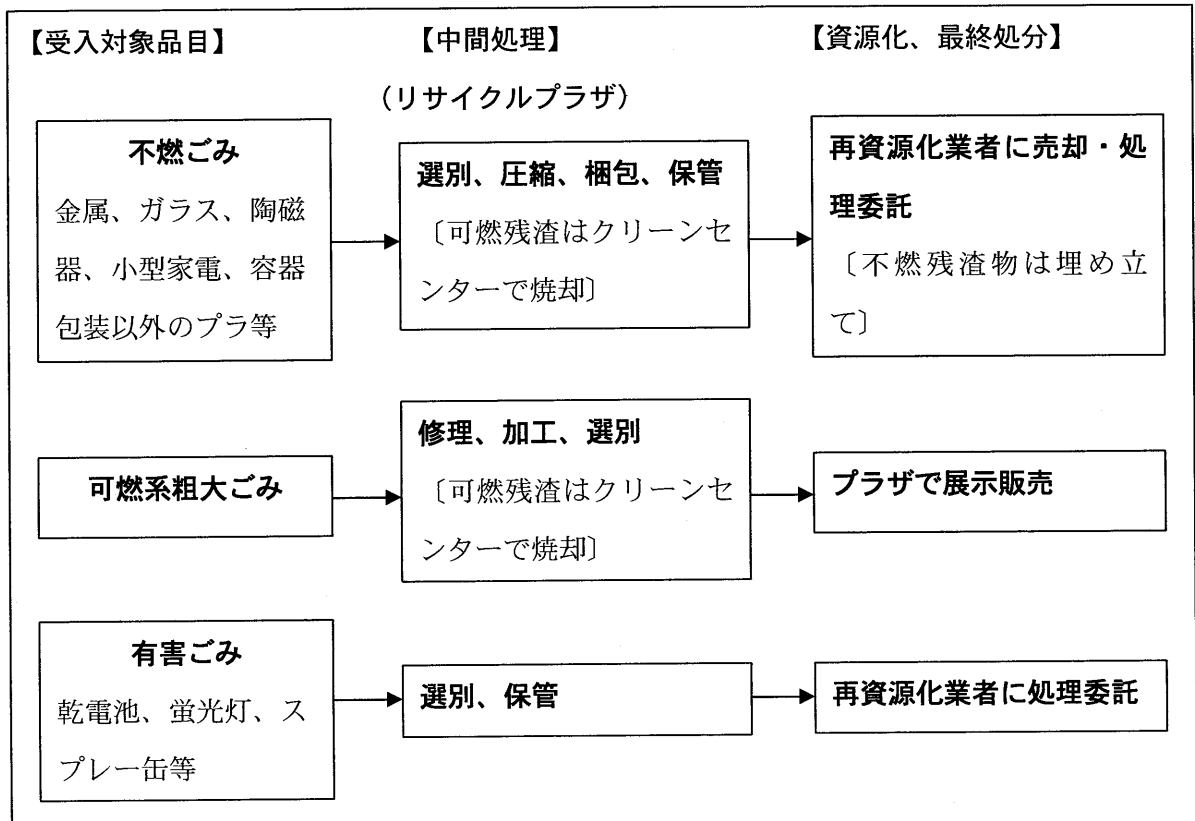 【受入対象品目】
【中間処理】
【資源化、最終処分】
（リサイクルプラザ）
不燃ごみ
金属、ガラス、陶磁
器、小型家電、容器
包装以外のプラ等
選別、圧縮、梱包、保管
〔可燃残渣はクリーンセ
ンターで焼却〕
再資源化業者に売却・処
理委託
〔不燃残渣物は埋め立
て〕
可燃系粗大ごみ
修理、加工、選別
〔可燃残渣はクリーンセ
ンターで焼却〕
プラザで展示販売
有害ごみ
乾電池、蛍光灯、ス
プレー缶等
選別、保管
再資源化業者に処理委託